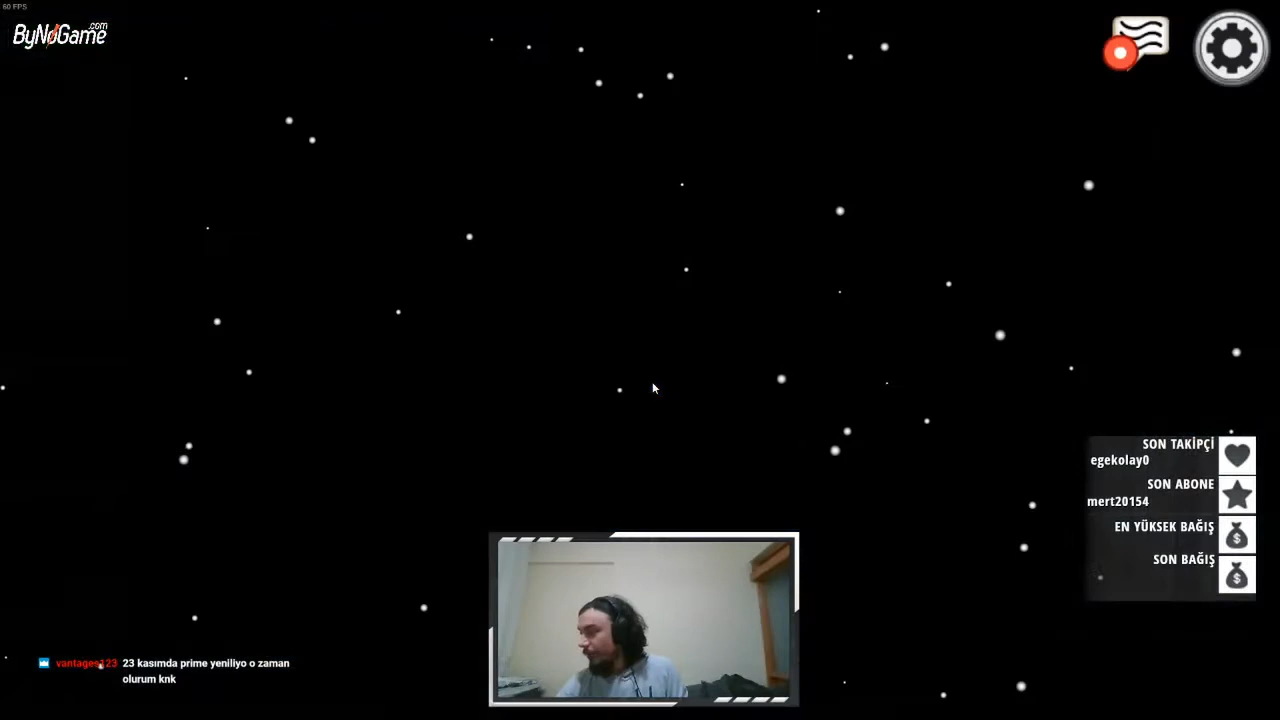 60 FPS
ByNoGame.com
SON TAKİPÇİ
egekolay0
SON ABONE
mert20154
EN YÜKSEK BAĞIŞ
SON BAĞIŞ
vantages123 23 kasımda prime yeniliyo o zaman
olurum knk